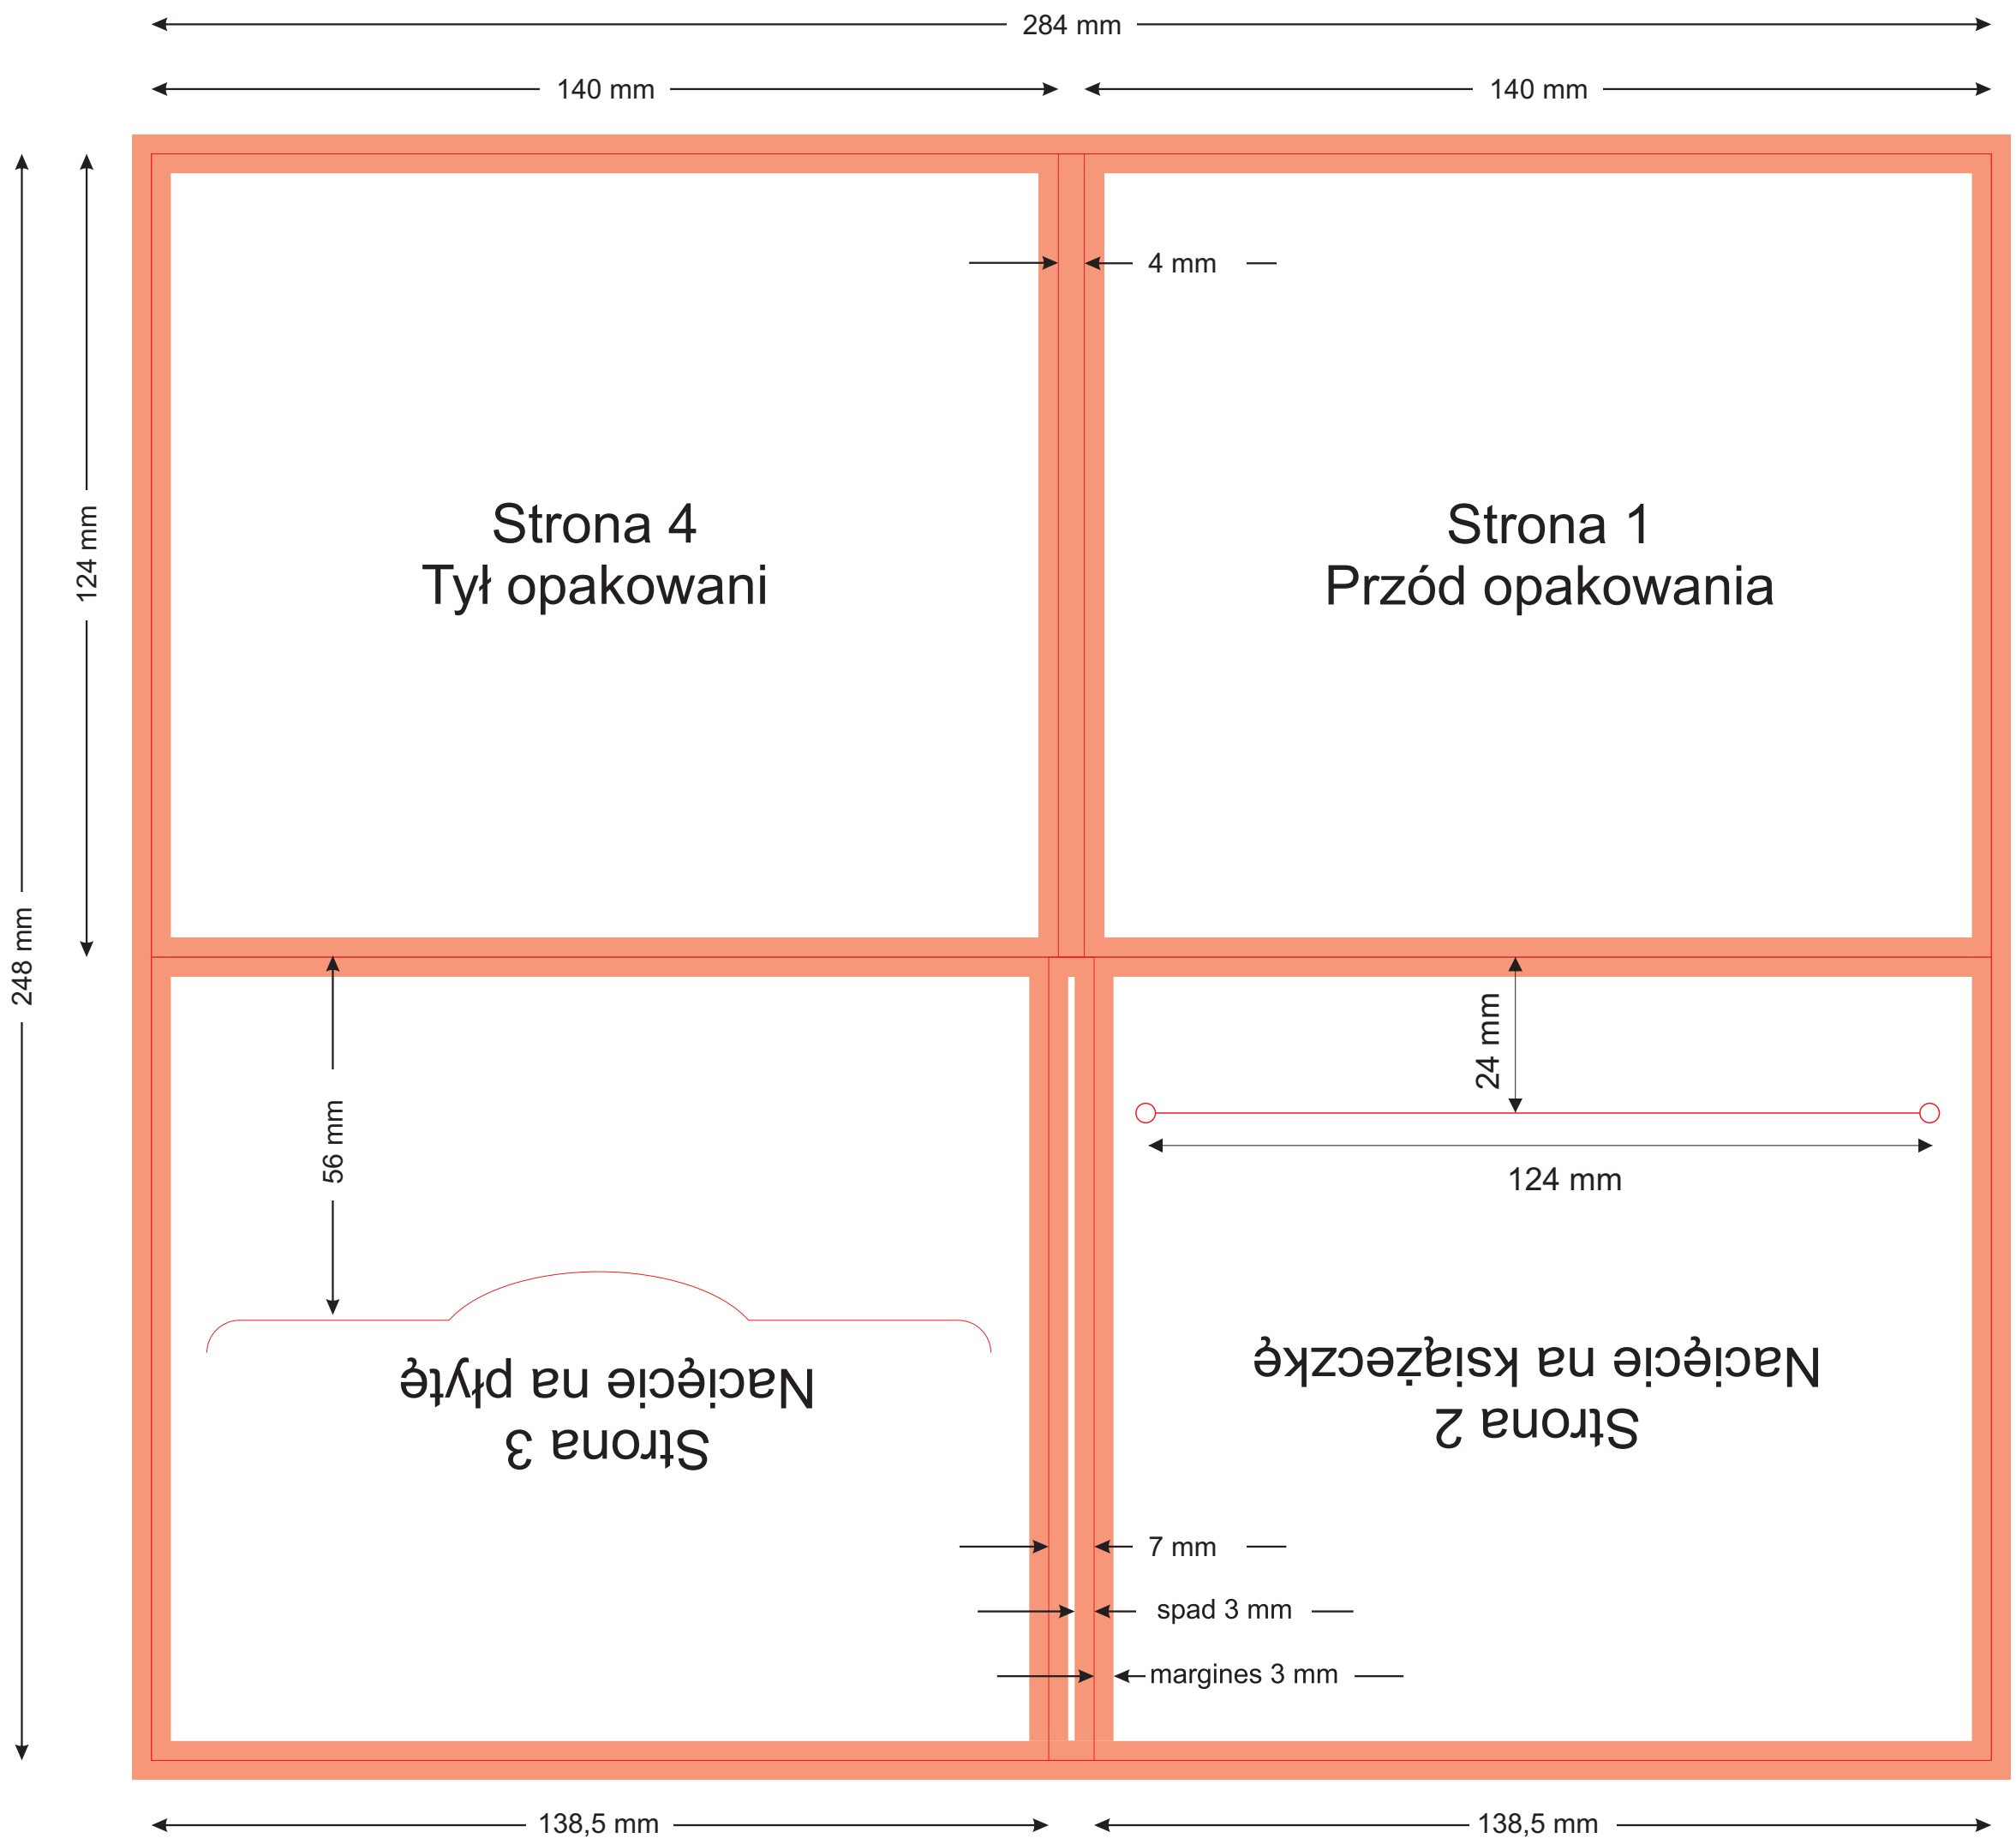 284 mm
140 mm
140 mm
4 mm
124 mm
Strona 4
Tył opakowani
Strona 1
Przód opakowania
248 mm
56 mm
24 mm
124 mm
Strona 3
Nacięcie na płytę
Strona 2
Nacięcie na książeczkę
7 mm
spad 3 mm
margines 3 mm
138,5 mm
138,5 mm